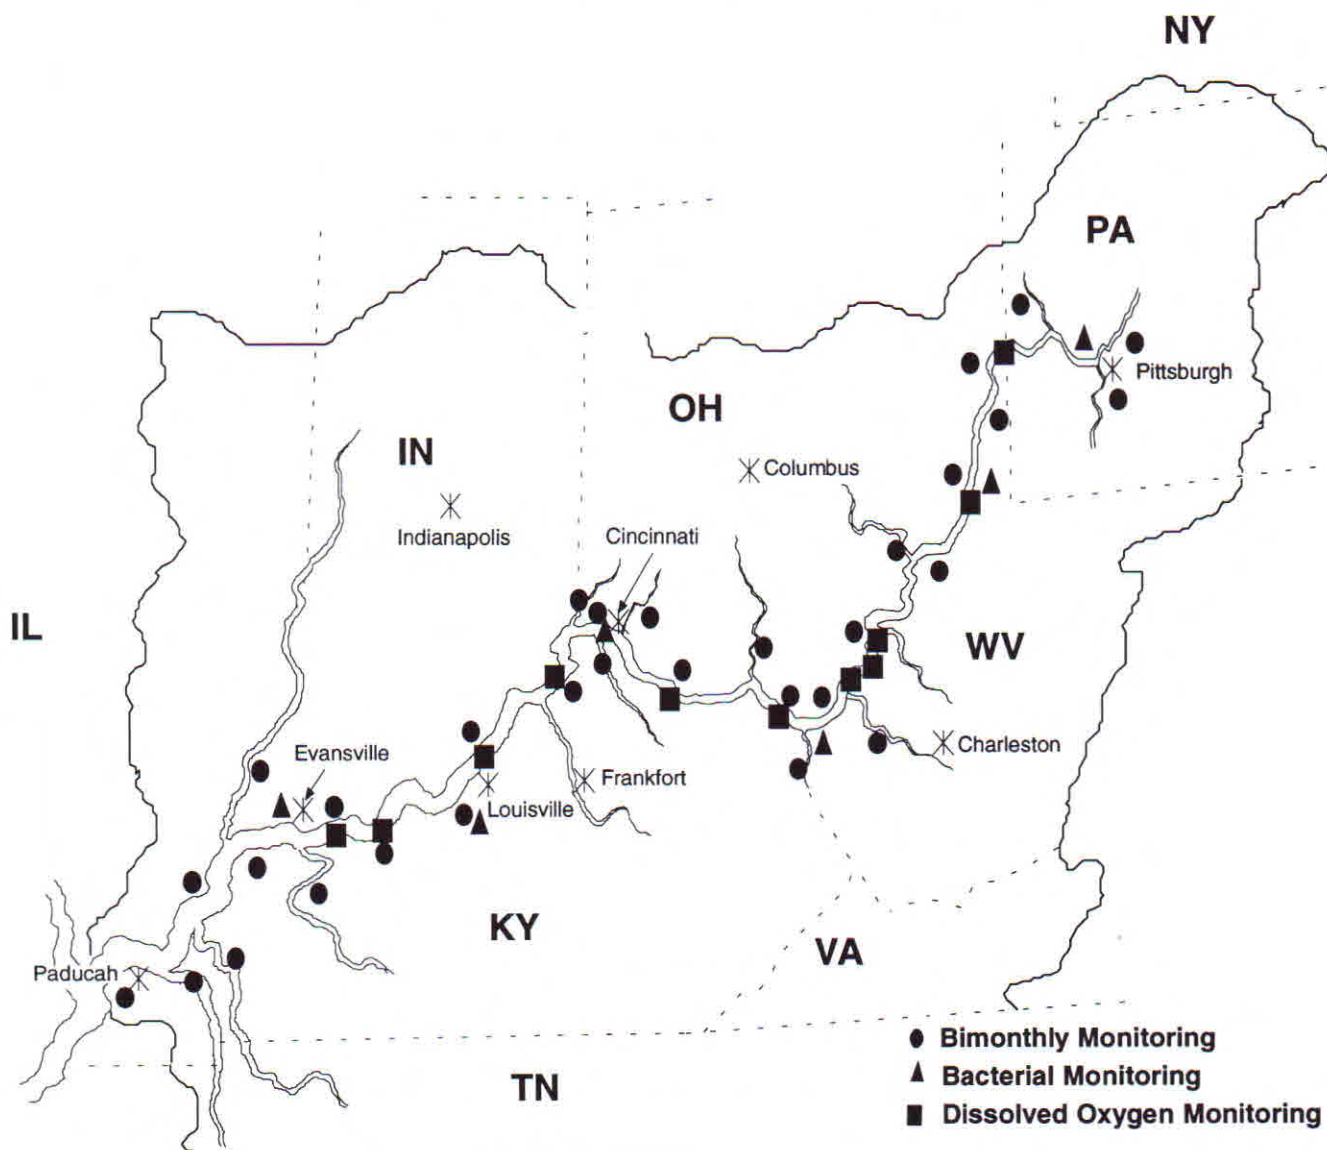 NY
PA
Pittsburgh
OH
IN
Columbus
Indianapolis
Cincinnati
IL
WV
Evansville
Charleston
Frankfort
Louisville
KY
VA
Paducah
Bimonthly Monitoring
Bacterial Monitoring
TN
Dissolved Oxygen Monitoring